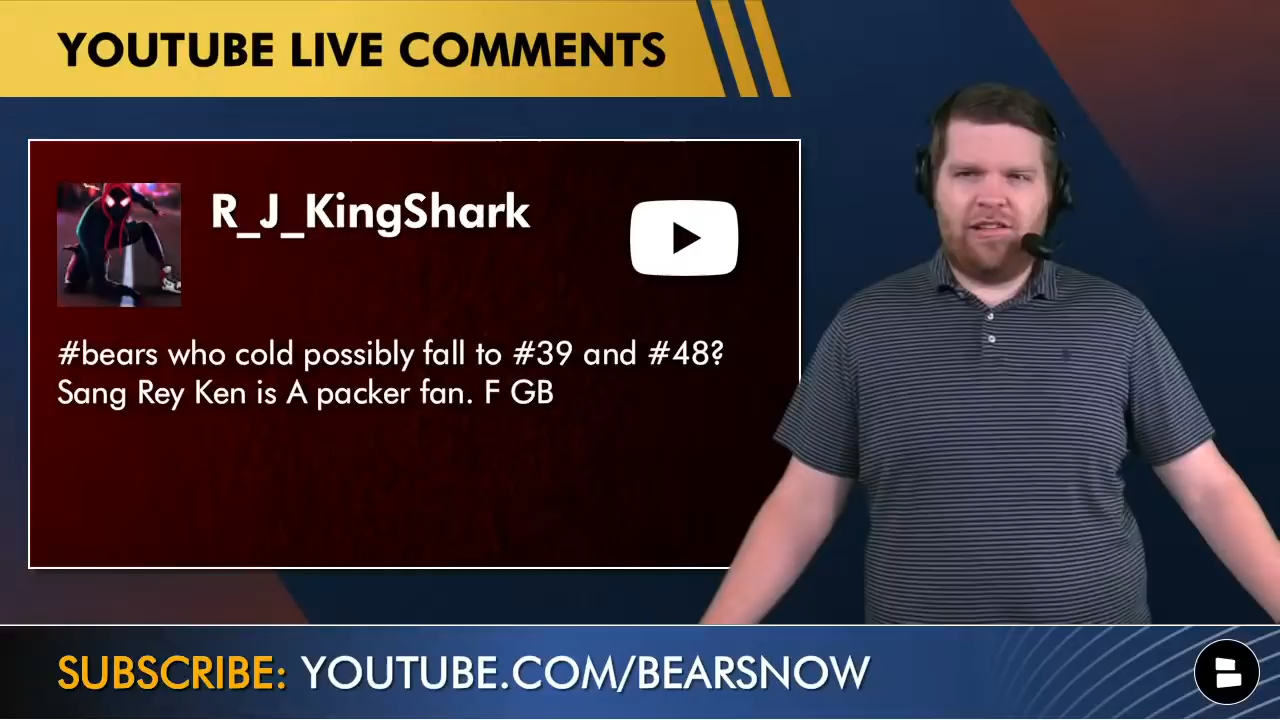 YOUTUBE LIVE COMMENTS
R_J_KingShark
#bears who cold possibly fall to #39 and #48?
Sang Rey Ken is A packer fan. F GB
SUBSCRIBE: YOUTUBE.COM/BEARSNOW